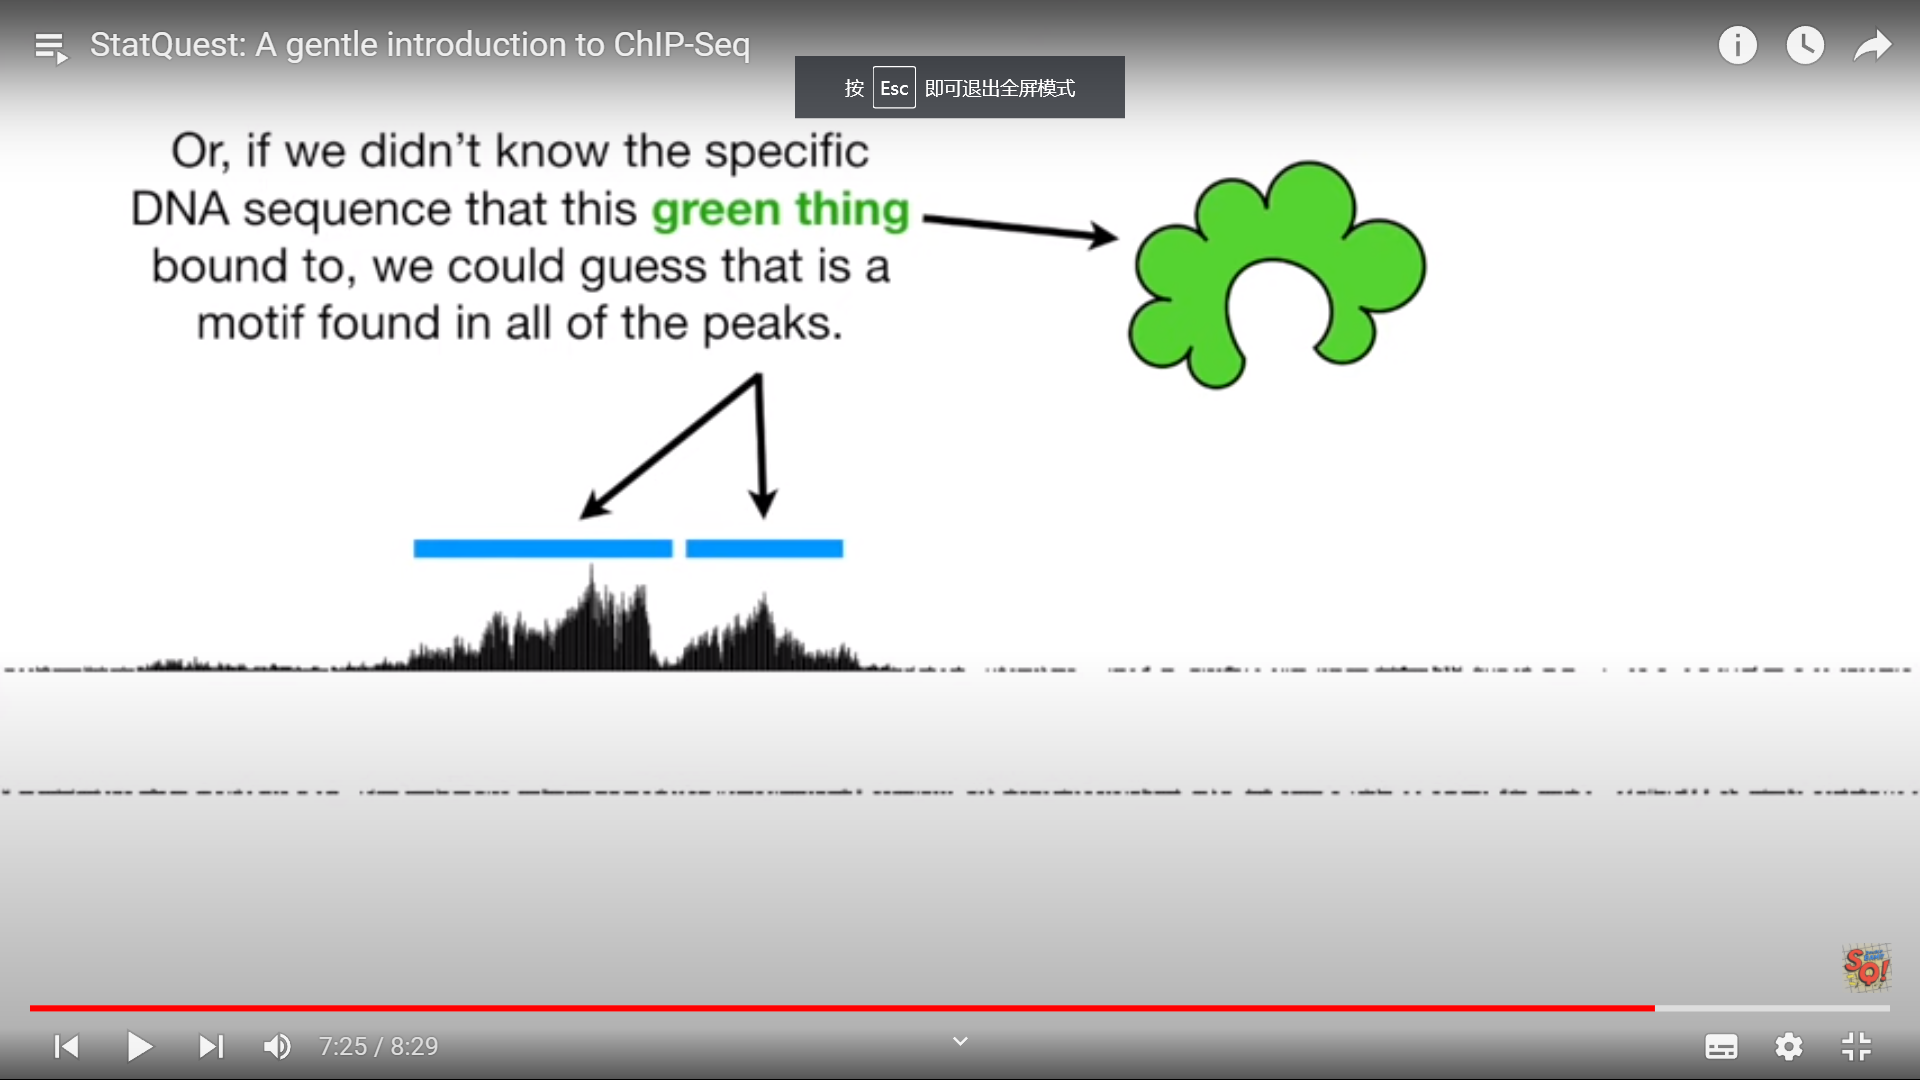 StatQuest: A gentle introduction to ChIP-Seq
按 Esc 即可退出全屏模式
Or, if we didn’t know the specific
DNA sequence that this green thing
bound to, we could guess that is a
motif found in all of the peaks.
SQ!
7:25 / 8:29